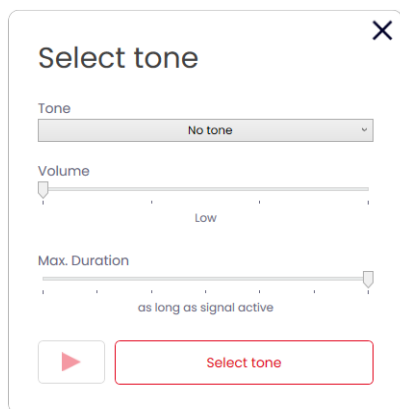 Select tone
Tone
No tone
Volume
Low
Max. Duration
as long as signal active
Select tone